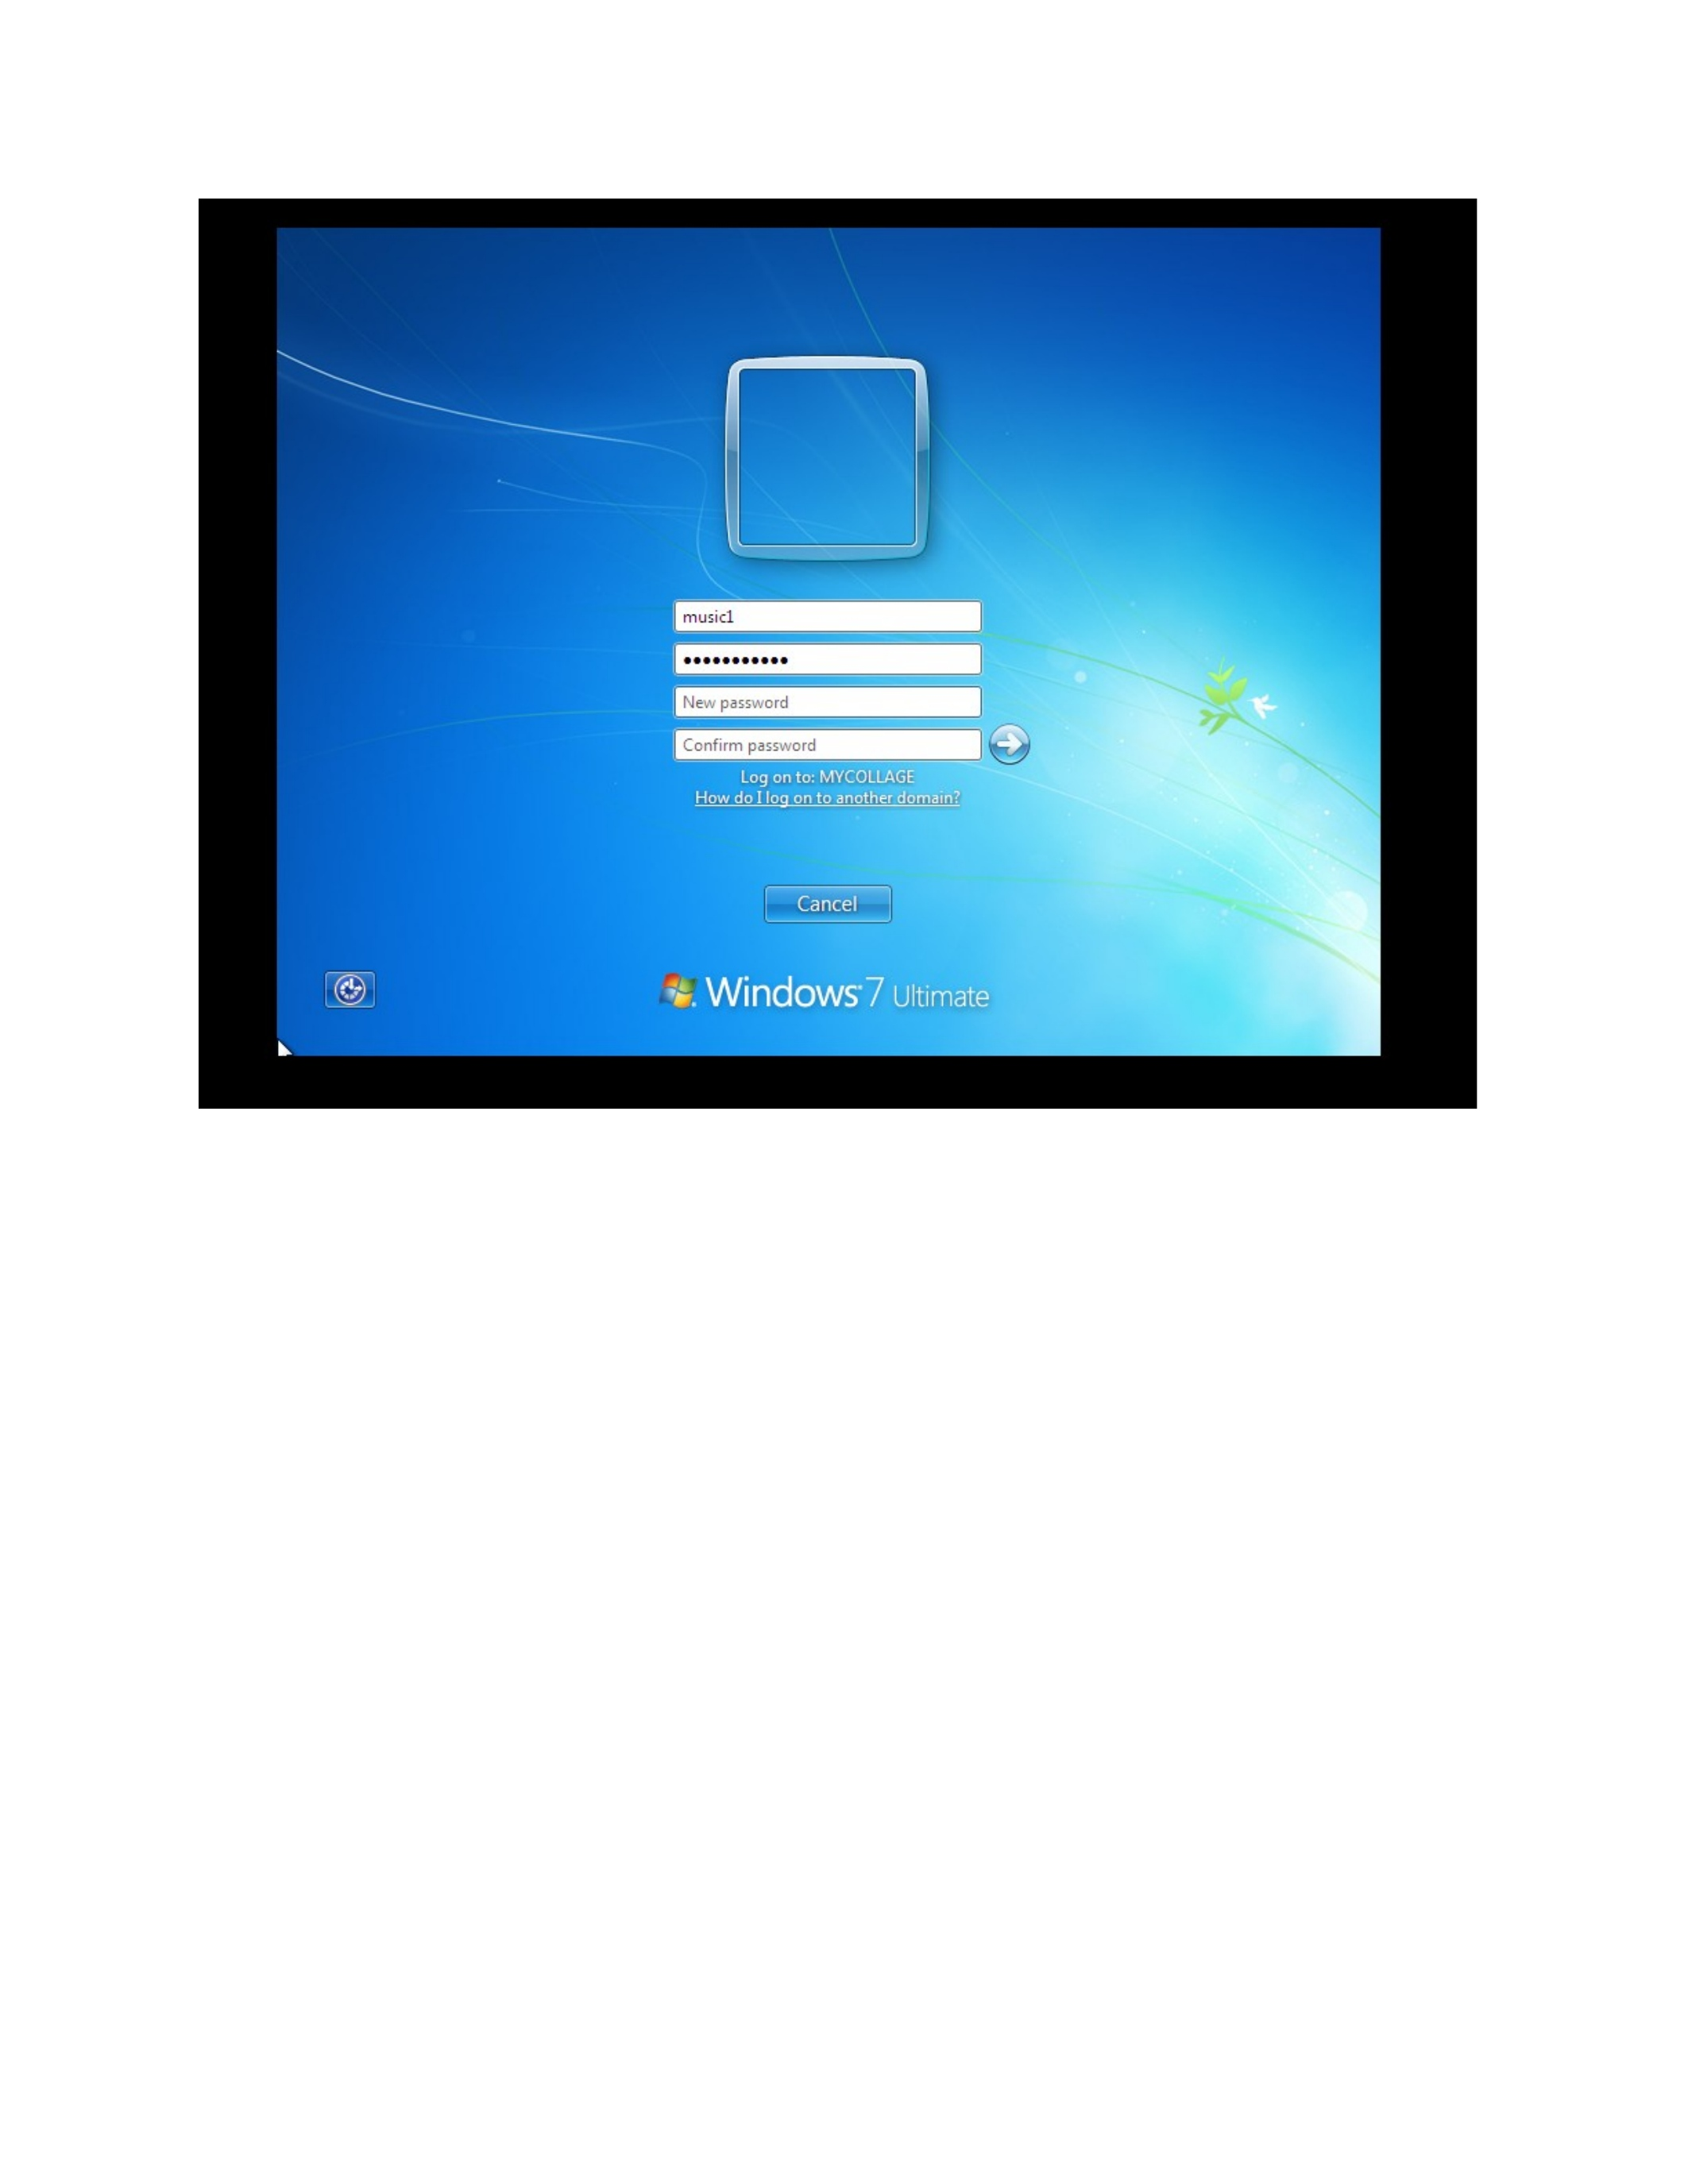 music1
●●●●●●●●●●●
New password
Confirm password
Log on to: MYCOLLAGE
How do I log on to another domain?
Cancel
Windows 7 Ultimate